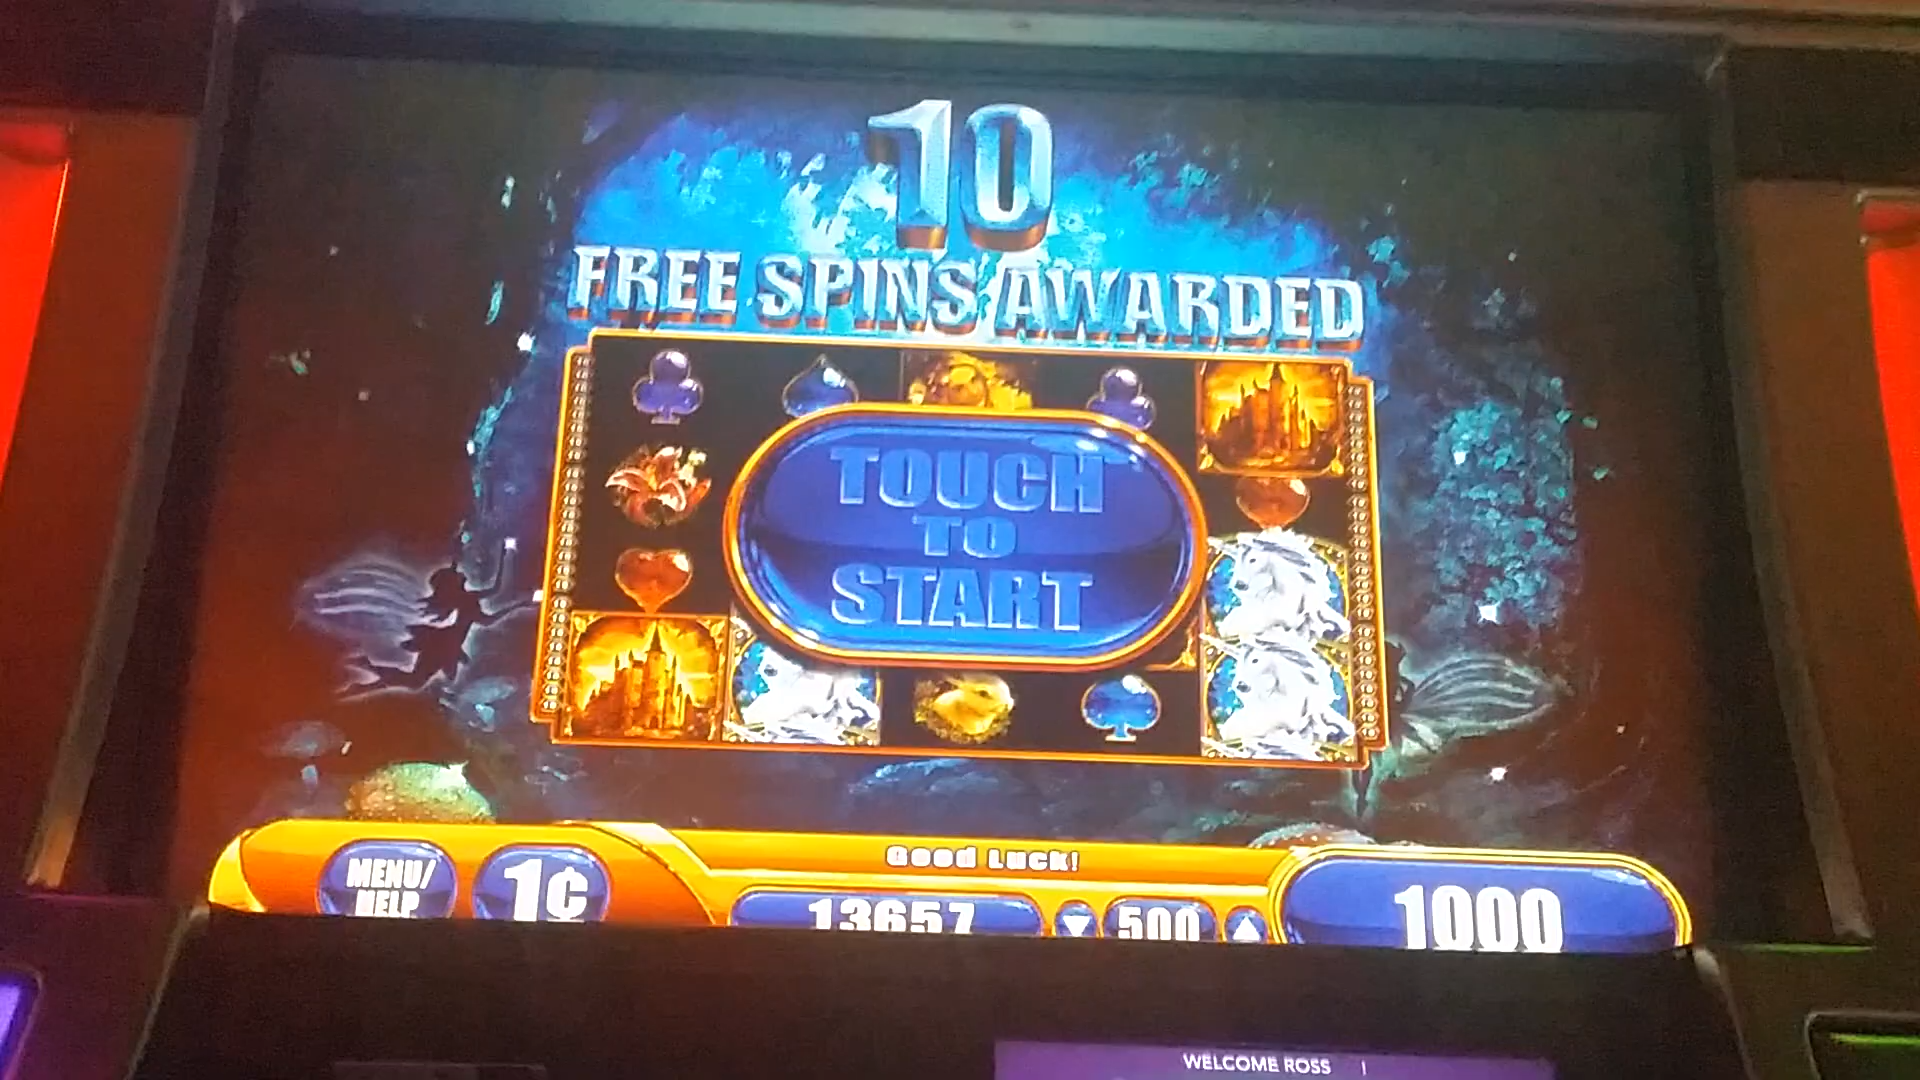 10
FREE SPINS AWARDED
TOUCH
TO
START
Good Luck!
MENU/
HELP
1¢
13657
500
1000
WELCOME ROSS